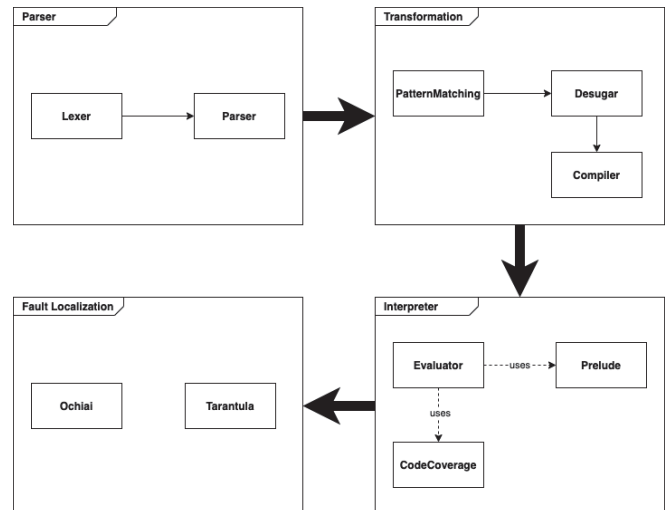 Parser
Lexer
Parser
Transformation
PatternMatching
Desugar
Compiler
Fault Localization
Ochiai
Tarantula
Interpreter
Evaluator
uses
Prelude
uses
CodeCoverage